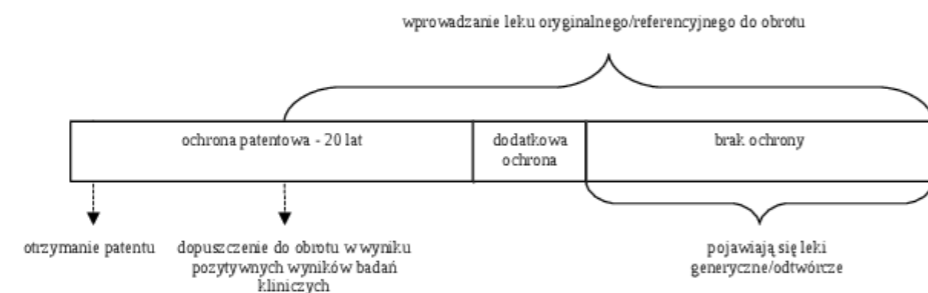 wprowadzanie leku oryginalnego/referencyjnego do obrotu
ochrona patentowa - 20 lat
dodatkowa
ochrona
brak ochrony
otrzymanie patentu
dopuszczenie do obrotu w wyniku
pozytywnych wyników badań
klinicznych
pojawiają się leki
generyczne/odtwórcze